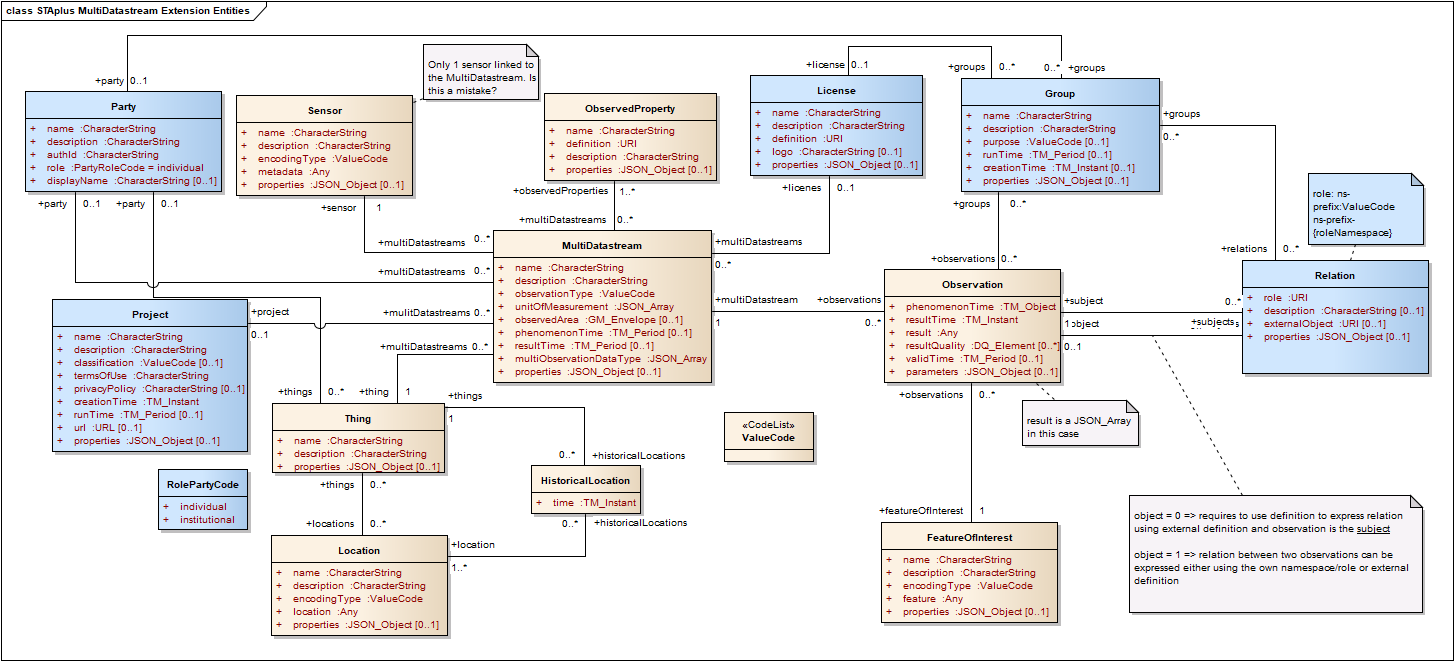 class STAplus MultiDatastream Extension Entities
+party 0..1
Only 1 sensor linked to
the MultiDatastream. Is
this a mistake?
+license 0..1
+groups 0..*
0..* +groups
Party
+ name :CharacterString
+ description :CharacterString
+ authId :CharacterString
+ role :PartyRoleCode = individual
+ displayName :CharacterString [0..1]
+party 0..1
+party 0..1
Sensor
+ name :CharacterString
+ description :CharacterString
+ encodingType :ValueCode
+ metadata :Any
+ properties :JSON_Object [0..1]
+sensor 1
ObservedProperty
+ name :CharacterString
+ definition :URI
+ description :CharacterString
+ properties :JSON_Object [0..1]
+observedProperties 1..*
+multiDatastreams 0..*
License
+ name :CharacterString
+ description :CharacterString
+ definition :URI
+ logo :CharacterString [0..1]
+ properties :JSON_Object [0..1]
+licenes 0..1
Group
+ name :CharacterString
+ description :CharacterString
+ purpose :ValueCode [0..1]
+ runTime :TM_Period [0..1]
+ creationTime :TM_Instant [0..1]
+ properties :JSON_Object [0..1]
+groups
0..*
+groups 0..*
role: ns-
prefix:ValueCode
ns-prefix-
{roleNamespace}
+relations 0..*
+multiDatastreams 0..*
+multiDatastreams 0..*
+mulitDatastreams 0..*
+multiDatastreams 0..*
MultiDatastream
+ name :CharacterString
+ description :CharacterString
+ observationType :ValueCode
+ unitOfMeasurement :JSON_Array
+ observedArea :GM_Envelope [0..1]
+ phenomenonTime :TM_Period [0..1]
+ resultTime :TM_Period [0..1]
+ multiObservationDataType :JSON_Array
+ properties :JSON_Object [0..1]
+multiDatastreams
0..*
+multiDatastream
1
+observations
0..*
+observations 0..*
Observation
+ phenomenonTime :TM_Object
+ resultTime :TM_Instant
+ result :Any
+ resultQuality :DQ_Element [0..*]
+ validTime :TM_Period [0..1]
+ parameters :JSON_Object [0..1]
+subject
0..*
1
object
+subjects
0..1
Relation
+ role :URI
+ description :CharacterString [0..1]
+ externalObject :URI [0..1]
+ properties :JSON_Object [0..1]
Project
+ name :CharacterString
+ description :CharacterString
+ classification :ValueCode [0..1]
+ termsOfUse :CharacterString
+ privacyPolicy :CharacterString [0..1]
+ creationTime :TM_Instant
+ runTime :TM_Period [0..1]
+ url :URL [0..1]
+ properties :JSON_Object [0..1]
+project
0..1
+things 0..*
+thing 1
Thing
+ name :CharacterString
+ description :CharacterString
+ properties :JSON_Object [0..1]
+things
1
0..* +historicalLocations
«CodeList»
ValueCode
+observations 0..*
result is a JSON_Array
in this case
RolePartyCode
+ individual
+ institutional
+things 0..*
+locations 0..*
HistoricalLocation
+ time :TM_Instant
0..* +historicalLocations
Location
+ name :CharacterString
+ description :CharacterString
+ encodingType :ValueCode
+ location :Any
+ properties :JSON_Object [0..1]
+location
1..*
+featureOfInterest 1
FeatureOfInterest
+ name :CharacterString
+ description :CharacterString
+ encodingType :ValueCode
+ feature :Any
+ properties :JSON_Object [0..1]
object = 0 => requires to use definition to express relation
using external definition and observation is the subject
object = 1 => relation between two observations can be
expressed either using the own namespace/role or external
definition